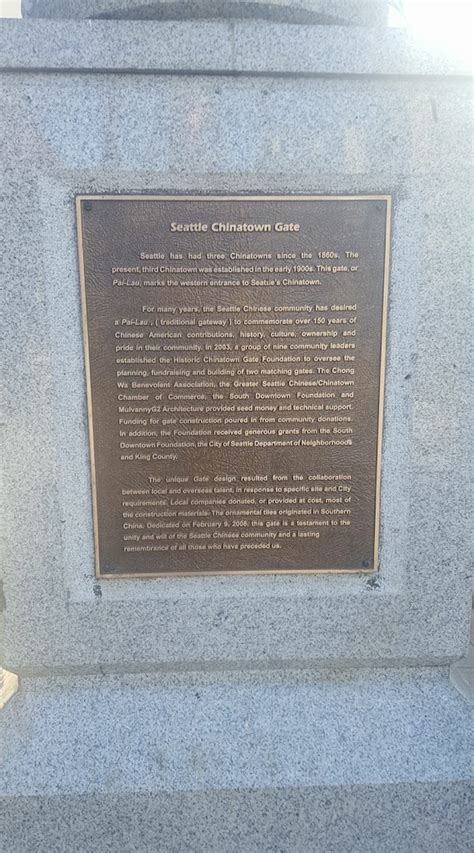 Seattle Chinatown Gate
Seattle has had three Chinatowns since the 1860s. The
present, third Chinatown was established in the early 1900s. This gate, or
Pai-Lau, marks the western entrance to Seattle's Chinatown.
For many years, the Seattle Chinese community has desired
a Pai-Lau, ( traditional gateway ) to commemorate over 150 years of
Chinese American contributions, history, culture, ownership and
pride in their community. In 2003, a group of nine community leaders
established the Historic Chinatown Gate Foundation to oversee the
planning, fundraising and building of two matching gates. The Chong
Wa Benevolent Association, the Greater Seattle Chinese/Chinatown
Chamber of Commerce, the South Downtown Foundation and
MulvannyG2 Architecture provided seed money and technical support.
Funding for gate construction poured in from community donations.
In addition, the Foundation received generous grants from the South
Downtown Foundation, the City of Seattle Department of Neighborhoods
and King County.
The unique Gate design resulted from the collaboration
between local and overseas talent, in response to specific site and City
requirements. Local companies donated, or provided at cost, most of
the construction materials. The ornamental tiles originated in Southern
China. Dedicated on February 9, 2008, this gate is a testament to the
unity and will of the Seattle Chinese community and a lasting
remembrance of all those who have preceded us.